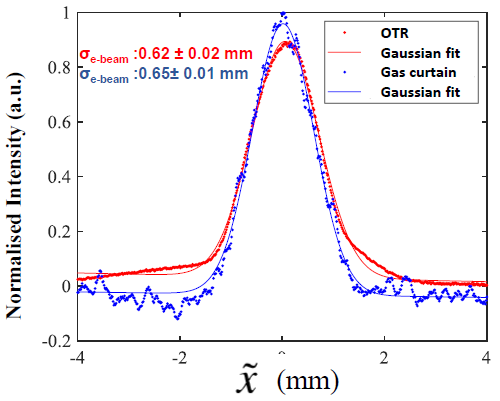 1
0.8
0.6
0.4
0.2
0
-0.2
-4
-2
0
2
4
Normalised Intensity (a.u.)
x̃ (mm)
σe-beam :0.62 ± 0.02 mm
σe-beam :0.65± 0.01 mm
OTR
Gaussian fit
Gas curtain
Gaussian fit